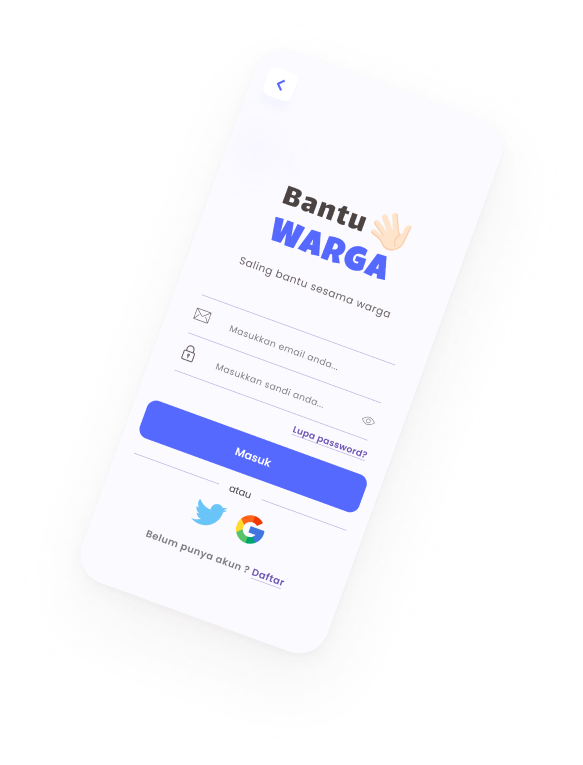 Bantu
WARGA
Saling bantu sesama warga
Masukkan email anda...
Masukkan sandi anda...
Lupa password?
Masuk
atau
Belum punya akun ? Daftar